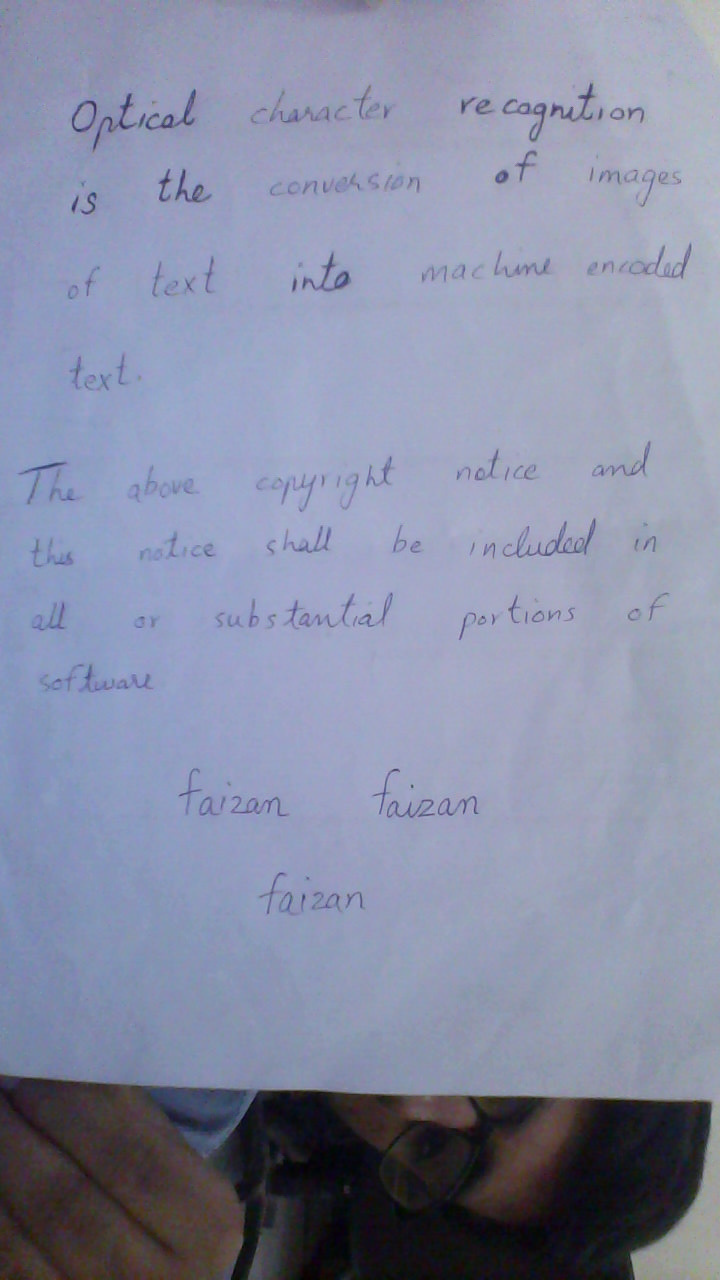 Optical character recognition
is the conversion of images
of text into machine encoded
text.
The above copyright notice and
this notice shall be included in
all or substantial portions of
software
faizan faizan
faizan